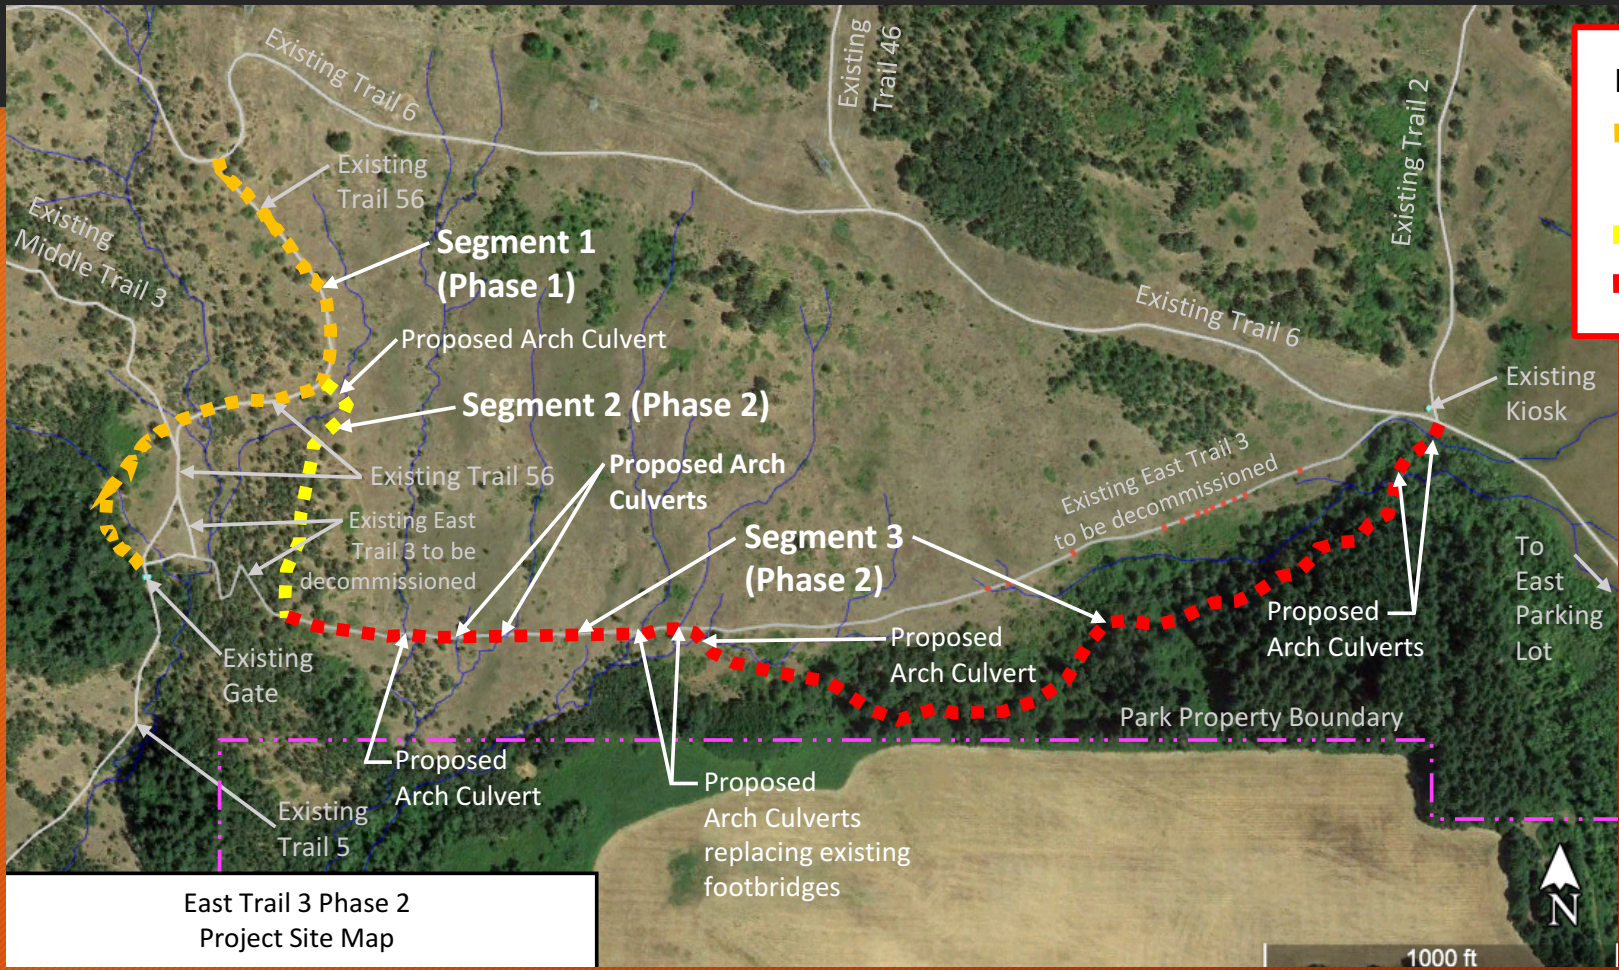 Existing Trail 6
Existing
Trail 46
Existing Trail 2
Existing
Trail 56
Existing
Middle Trail 3
Segment 1
(Phase 1)
Proposed Arch Culvert
Existing Trail 6
Segment 2 (Phase 2)
Existing
Kiosk
Existing Trail 56
Proposed Arch
Culverts
Existing East Trail 3
to be decommissioned
Existing East
Trail 3 to be
decommissioned
Segment 3
(Phase 2)
To
East
Parking
Lot
Proposed
Arch Culverts
Proposed
Arch Culvert
Existing
Gate
Park Property Boundary
Proposed
Arch Culvert
Proposed
Arch Culverts
replacing existing
footbridges
Existing
Trail 5
N
East Trail 3 Phase 2
Project Site Map
1000 ft